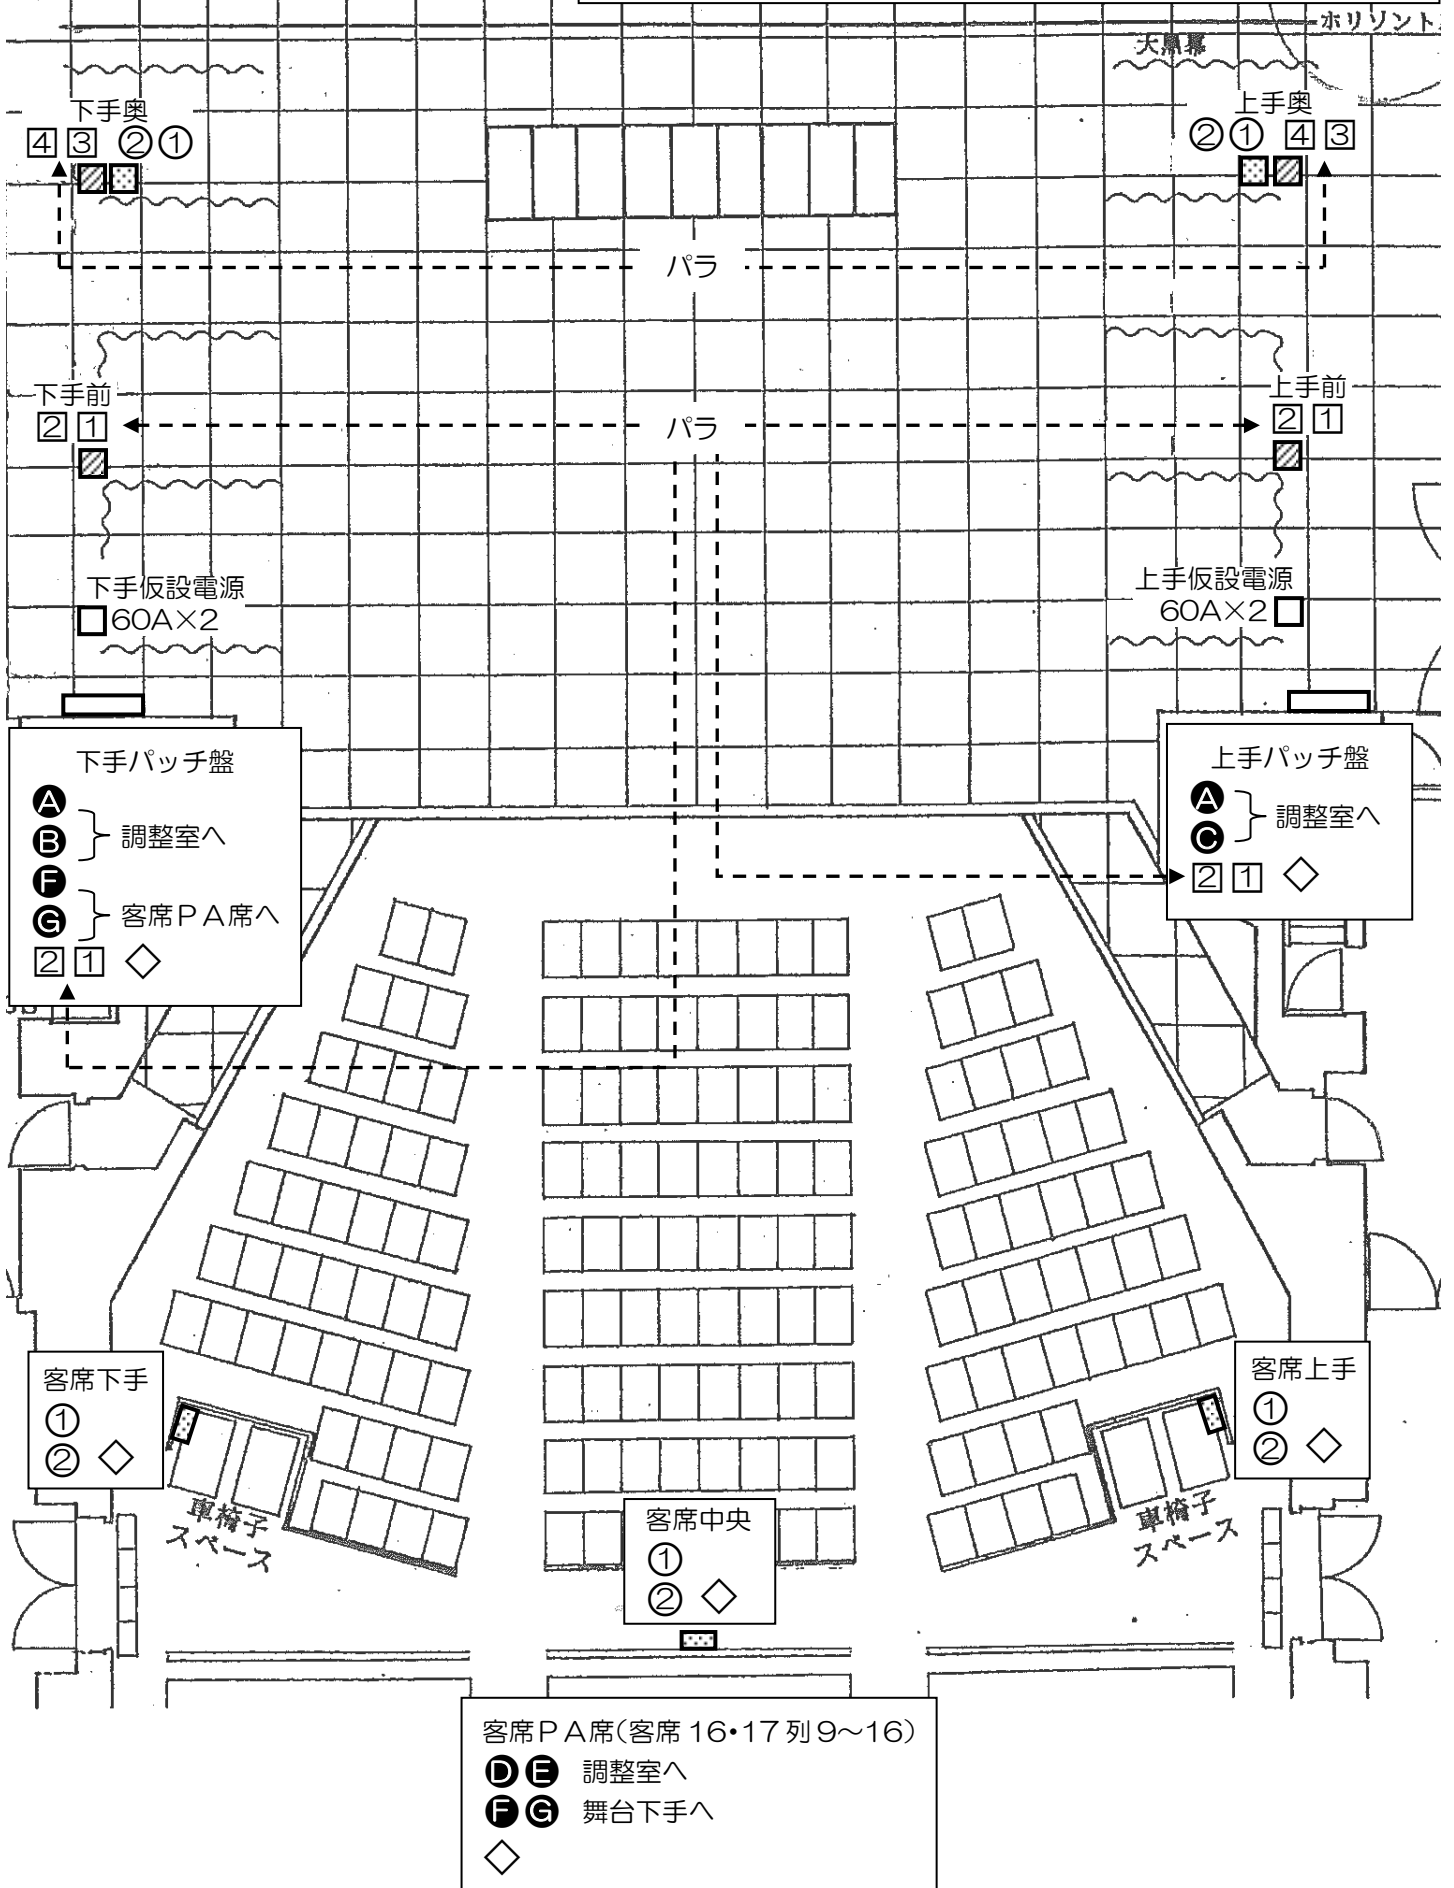 ホリゾント
大黒幕
下手奥
4 3 ② ①
上手奥
② ① 4 3
パラ
下手前
2 1
パラ
上手前
2 1
下手仮設電源
60A×2
上手仮設電源
60A×2
下手パッチ盤
A
B
調整室へ
F
G
客席PA席へ
2 1 ◇
上手パッチ盤
A
C
調整室へ
2 1 ◇
客席下手
①
② ◇
客席上手
①
② ◇
車椅子
スペース
客席中央
①
② ◇
車椅子
スペース
客席PA席(客席16・17列9～16)
D E 調整室へ
F G 舞台下手へ
◇